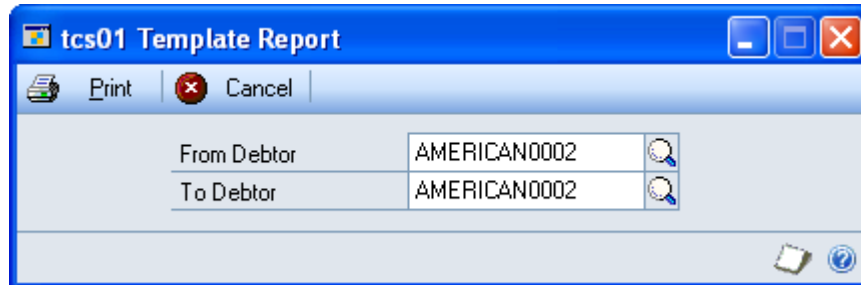 tcs01 Template Report
Print Cancel
From Debtor AMERICAN0002
To Debtor AMERICAN0002